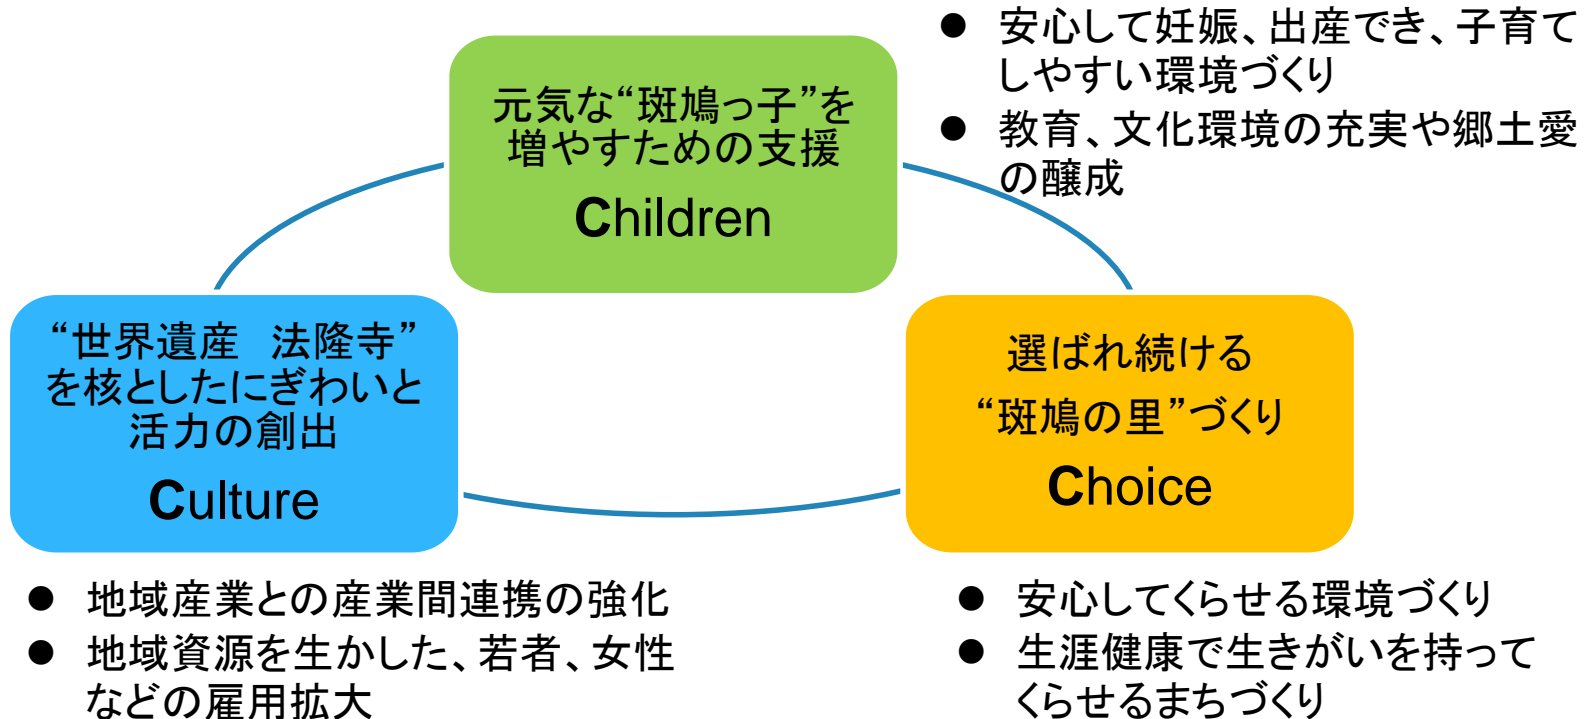 元気な“斑鳩っ子”を
増やすための支援
Children
● 安心して妊娠、出産でき、子育て
しやすい環境づくり
● 教育、文化環境の充実や郷土愛
の醸成
“世界遺産　法隆寺”
を核としたにぎわいと
活力の創出
Culture
● 地域産業との産業間連携の強化
● 地域資源を生かした、若者、女性
などの雇用拡大
選ばれ続ける
“斑鳩の里”づくり
Choice
● 安心してくらせる環境づくり
● 生涯健康で生きがいを持って
くらせるまちづくり